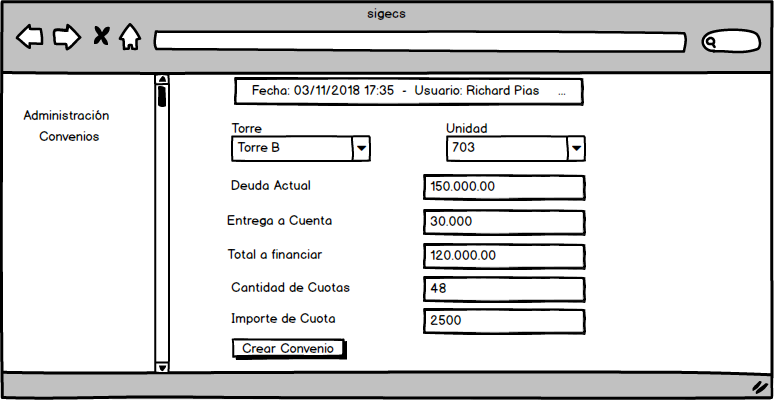 sigecs
Fecha: 03/11/2018 17:35 - Usuario: Richard Pias ...
Administración
Convenios
Torre Unidad
Torre B 703
Deuda Actual 150.000.00
Entrega a Cuenta 30.000
Total a financiar 120.000.00
Cantidad de Cuotas 48
Importe de Cuota 2500
Crear Convenio